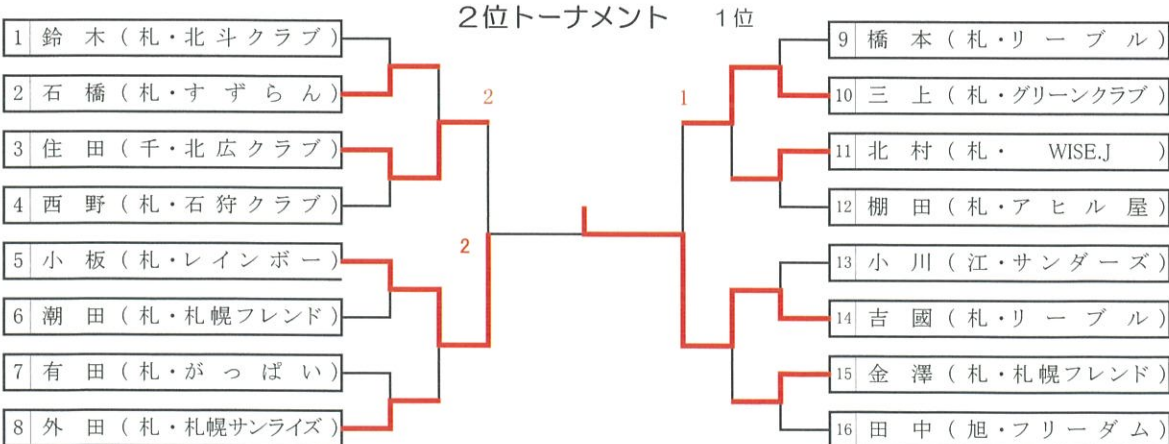 2位トーナメント 1位
1 鈴木(札・北斗クラブ)
2 石橋(札・すずらん)
3 住田(千・北広クラブ)
4 西野(札・石狩クラブ)
5 小板(札・レインボー)
6 潮田(札・札幌フレンド)
7 有田(札・がっぱい)
8 外田(札・札幌サンライズ)
2
2
1
9 橋本(札・リーブル)
10 三上(札・グリーンクラブ)
11 北村(札・ WISE.J )
12 棚田(札・アヒル屋)
13 小川(江・サンダーズ)
14 吉國(札・リーブル)
15 金澤(札・札幌フレンド)
16 田中(旭・フリーダム)